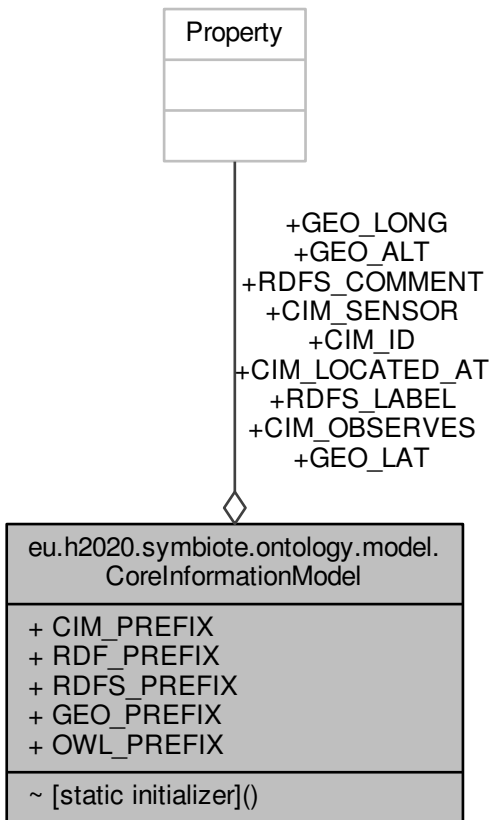 Property
+GEO_LONG
+GEO_ALT
+RDFS_COMMENT
+CIM_SENSOR
+CIM_ID
+CIM_LOCATED_AT
+RDFS_LABEL
+CIM_OBSERVES
+GEO_LAT
eu.h2020.symbiote.ontology.model.
CoreInformationModel
+ CIM_PREFIX
+ RDF_PREFIX
+ RDFS_PREFIX
+ GEO_PREFIX
+ OWL_PREFIX
~ [static initializer]()